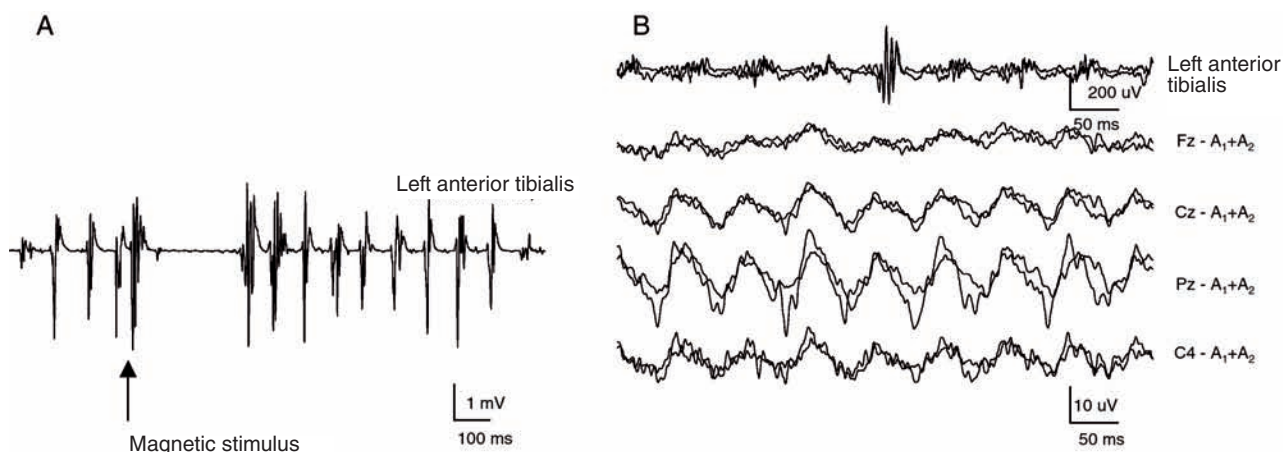 A
Left anterior tibialis
1 mV
100 ms
Magnetic stimulus
B
Left anterior
tibialis
200 uV
50 ms
Fz - A₁+A₂
Cz - A₁+A₂
Pz - A₁+A₂
C4 - A₁+A₂
10 uV
50 ms